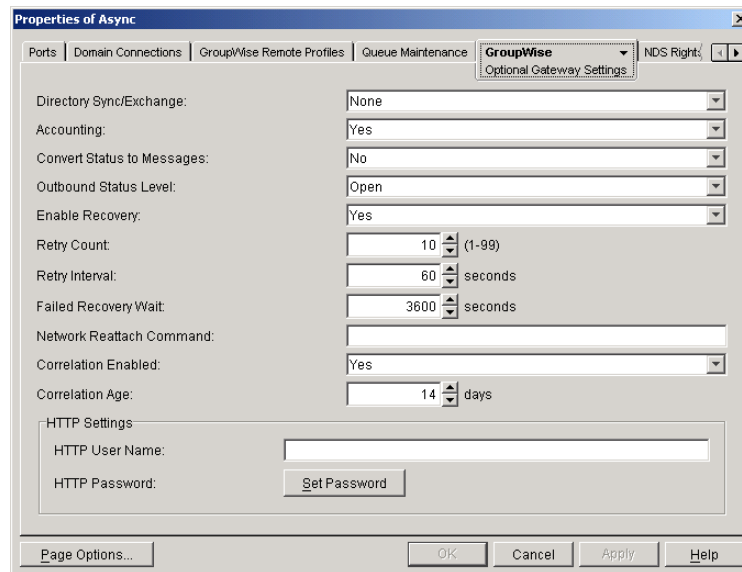 Properties of Async
Ports | Domain Connections | GroupWise Remote Profiles | Queue Maintenance | GroupWise | NDS Rights
Optional Gateway Settings
Directory Sync/Exchange: None
Accounting: Yes
Convert Status to Messages: No
Outbound Status Level: Open
Enable Recovery: Yes
Retry Count: 10 (1-99)
Retry Interval: 60 seconds
Failed Recovery Wait: 3600 seconds
Network Reattach Command:
Correlation Enabled: Yes
Correlation Age: 14 days
HTTP Settings
HTTP User Name:
HTTP Password: Set Password
Page Options... OK Cancel Apply Help